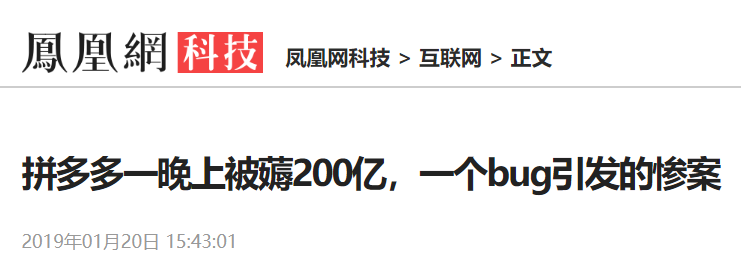 鳳凰網科技 凤凰网科技 > 互联网 > 正文
拼多多一晚上被薅200亿，一个bug引发的惨案
2019年01月20日 15:43:01